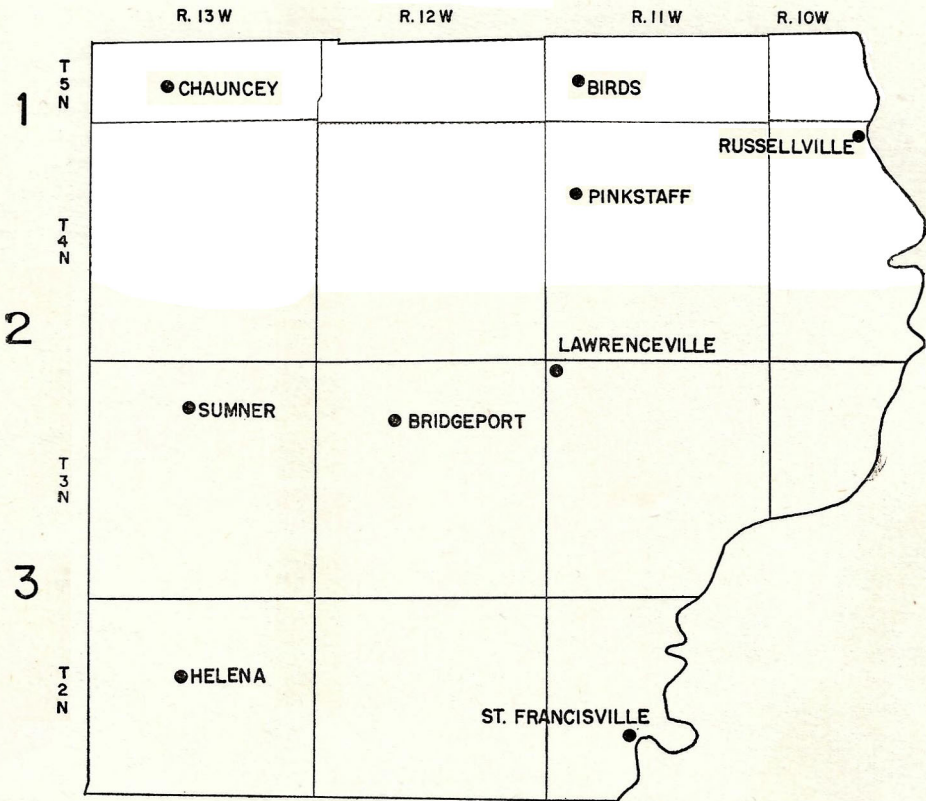 R. 13 W R. 12 W R. 11 W R. 10 W
T 5 N
1
CHAUNCEY
BIRDS
RUSSELLVILLE
PINKSTAFF
T 4 N
2
LAWRENCEVILLE
SUMNER
BRIDGEPORT
T 3 N
3
HELENA
T 2 N
ST. FRANCISVILLE